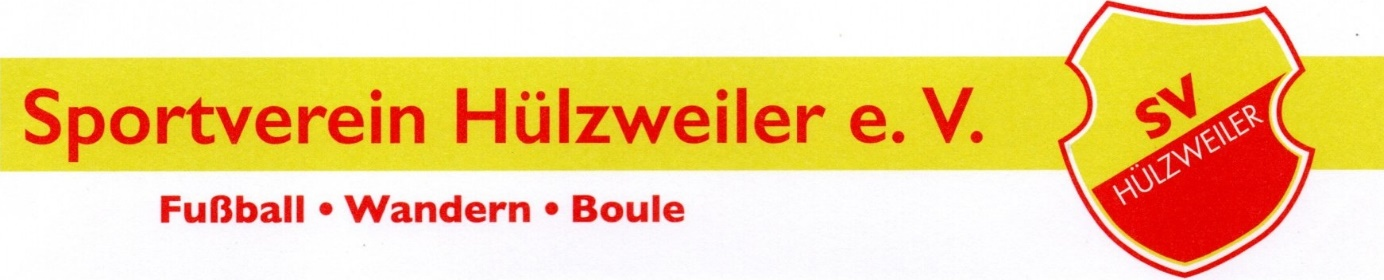 Sportverein Hülzweiler e. V.
Fußball • Wandern • Boule
SV
HÜLZWEILER